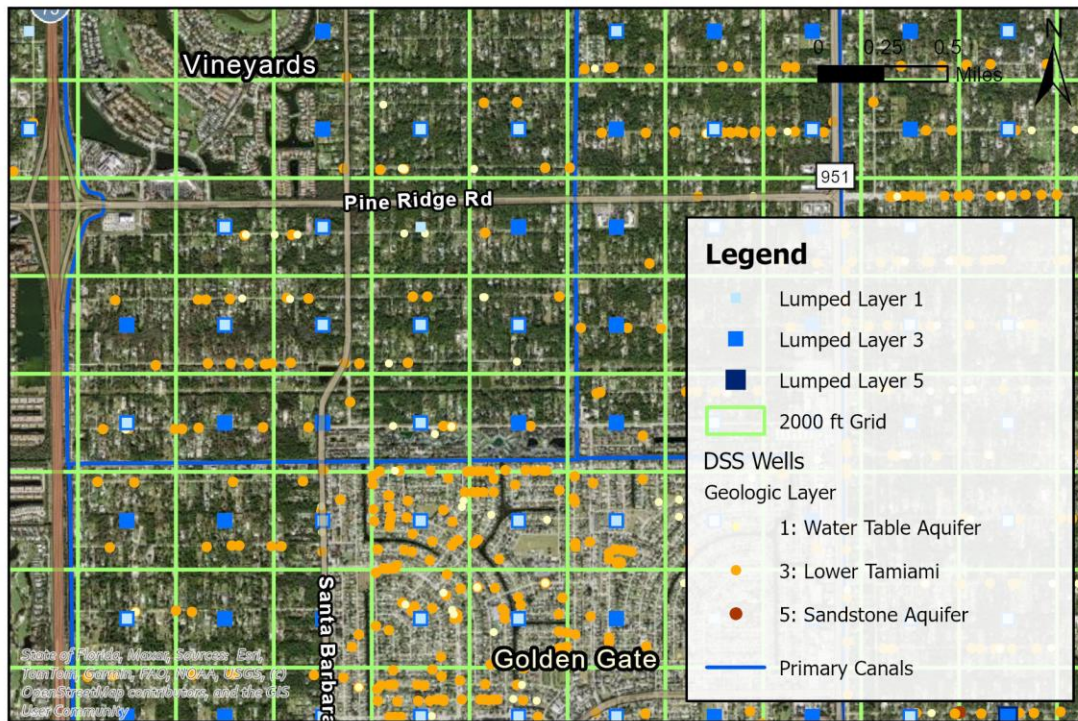 75
Vineyards
0 0.25 0.5
Miles
N
951
Pine Ridge Rd
Legend
Lumped Layer 1
Lumped Layer 3
Lumped Layer 5
2000 ft Grid
DSS Wells
Geologic Layer
1: Water Table Aquifer
3: Lower Tamiami
5: Sandstone Aquifer
Primary Canals
Santa Barbara
Golden Gate
State of Florida, Maxar, Sources: Esri,
TomTom, Garmin, FAO, NOAA, USGS, (c)
OpenStreetMap contributors, and the GIS
User Community